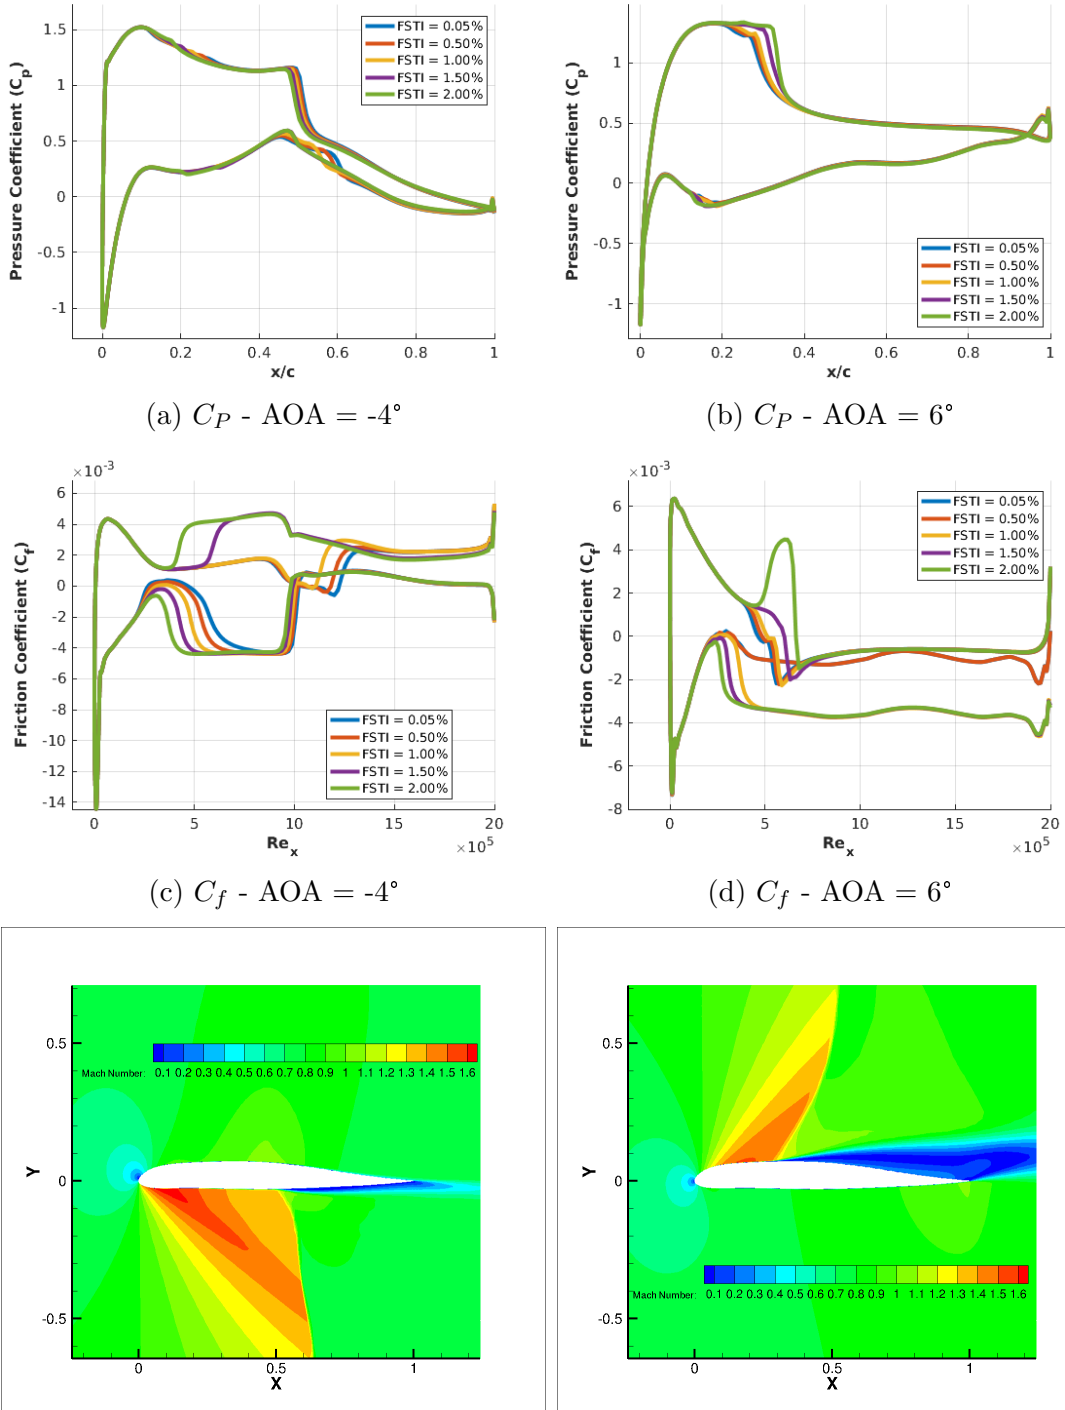 Pressure Coefficient (Cp)
1.5
1
0.5
0
-0.5
-1
FSTI = 0.05%
FSTI = 0.50%
FSTI = 1.00%
FSTI = 1.50%
FSTI = 2.00%
0 0.2 0.4 0.6 0.8 1
x/c
(a) CP - AOA = -4°
Pressure Coefficient (Cp)
1
0.5
0
-0.5
-1
FSTI = 0.05%
FSTI = 0.50%
FSTI = 1.00%
FSTI = 1.50%
FSTI = 2.00%
0 0.2 0.4 0.6 0.8 1
x/c
(b) CP - AOA = 6°
×10-3
Friction Coefficient (Cf)
6
4
2
0
-2
-4
-6
-8
-10
-12
-14
FSTI = 0.05%
FSTI = 0.50%
FSTI = 1.00%
FSTI = 1.50%
FSTI = 2.00%
0 5 10 15 20
Rex
×105
(c) Cf - AOA = -4°
×10-3
Friction Coefficient (Cf)
6
4
2
0
-2
-4
-6
-8
FSTI = 0.05%
FSTI = 0.50%
FSTI = 1.00%
FSTI = 1.50%
FSTI = 2.00%
0 5 10 15 20
Rex
×105
(d) Cf - AOA = 6°
Y
0.5
0
-0.5
Mach Number: 0.1 0.2 0.3 0.4 0.5 0.6 0.7 0.8 0.9 1 1.1 1.2 1.3 1.4 1.5 1.6
0 0.5 1
X
Y
0.5
0
-0.5
Mach Number: 0.1 0.2 0.3 0.4 0.5 0.6 0.7 0.8 0.9 1 1.1 1.2 1.3 1.4 1.5 1.6
0 0.5 1
X